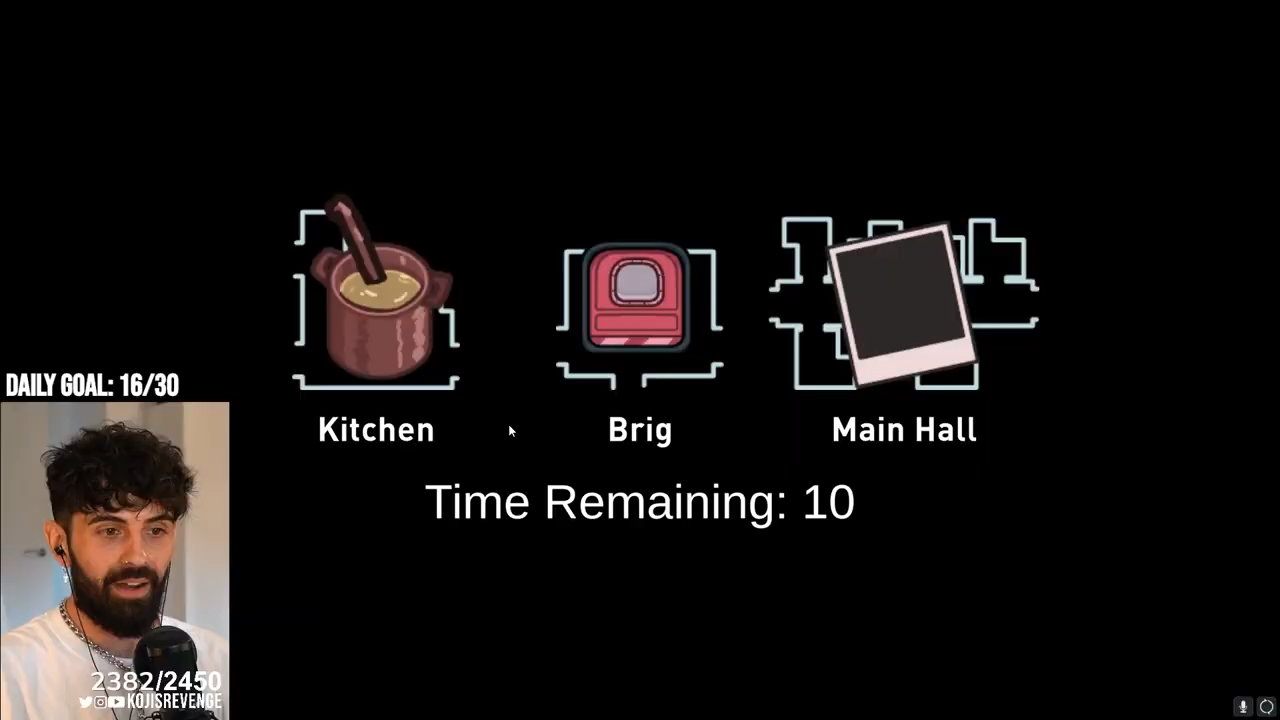 Kitchen
Brig
Main Hall
Time Remaining: 10
DAILY GOAL: 16/30
2382/2450
KOJISREVENGE